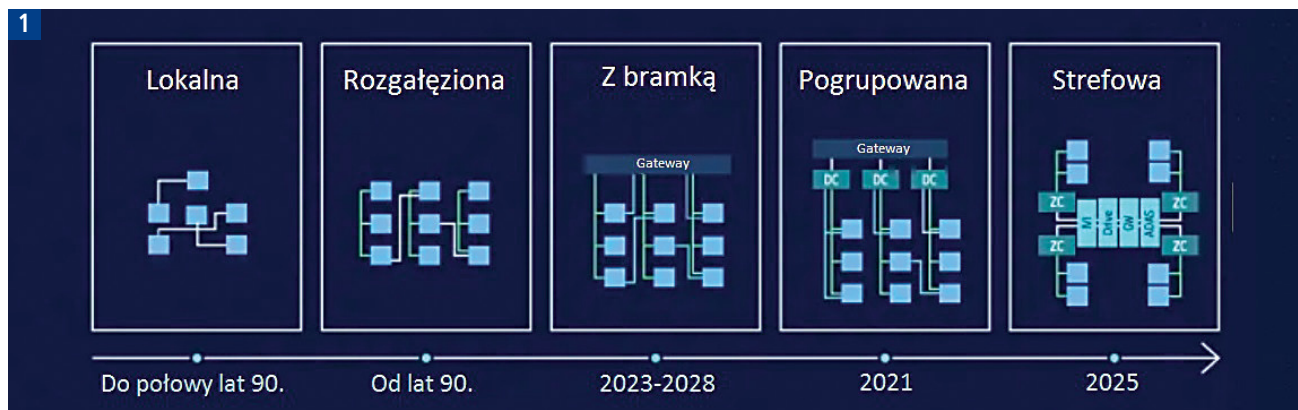 1
Lokalna
Rozgałęziona
Z bramką
Pogrupowana
Strefowa
Gateway
Gateway
DC DC DC
ZC
ZC
IVI
Drive
GW
ADAS
ZC
ZC
Do połowy lat 90.
Od lat 90.
2023-2028
2021
2025